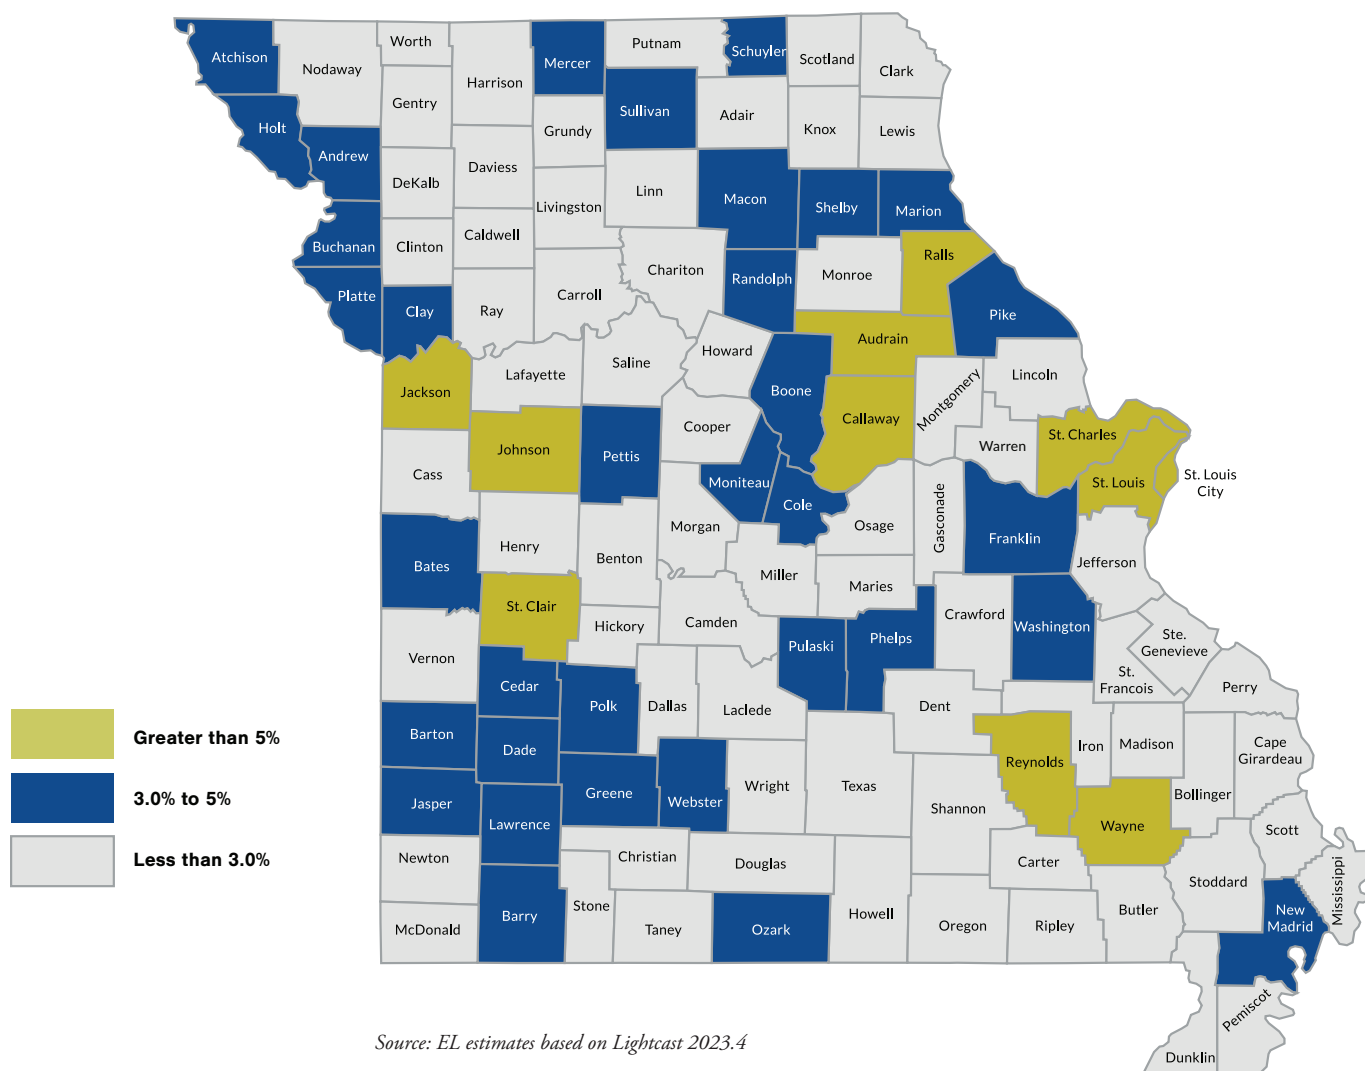 Atchison
Nodaway
Worth
Harrison
Mercer
Putnam
Schuyler
Scotland
Clark
Gentry
Sullivan
Adair
Knox
Lewis
Holt
Andrew
Grundy
DeKalb
Daviess
Linn
Livingston
Macon
Shelby
Marion
Buchanan
Clinton
Caldwell
Chariton
Randolph
Monroe
Ralls
Platte
Clay
Ray
Carroll
Pike
Audrain
Howard
Saline
Lafayette
Lincoln
Jackson
Boone
Callaway
Montgomery
Cooper
Johnson
Pettis
Warren
St. Charles
Cass
Moniteau
Cole
St. Louis
St. Louis
City
Morgan
Osage
Gasconade
Franklin
Henry
Benton
Bates
Miller
Maries
Jefferson
St. Clair
Hickory
Camden
Crawford
Washington
Pulaski
Phelps
Ste.
Genevieve
Vernon
St.
Francois
Perry
Cedar
Polk
Dallas
Laclede
Dent
Barton
Dade
Iron
Madison
Cape
Girardeau
Reynolds
Greater than 5%
Jasper
Greene
Webster
Wright
Texas
Shannon
Bollinger
3.0% to 5%
Lawrence
Wayne
Scott
Less than 3.0%
Newton
Christian
Douglas
Carter
Stoddard
Mississippi
McDonald
Barry
Stone
Taney
Ozark
Howell
Oregon
Ripley
Butler
New
Madrid
Pemiscot
Dunklin
Source: EL estimates based on Lightcast 2023.4